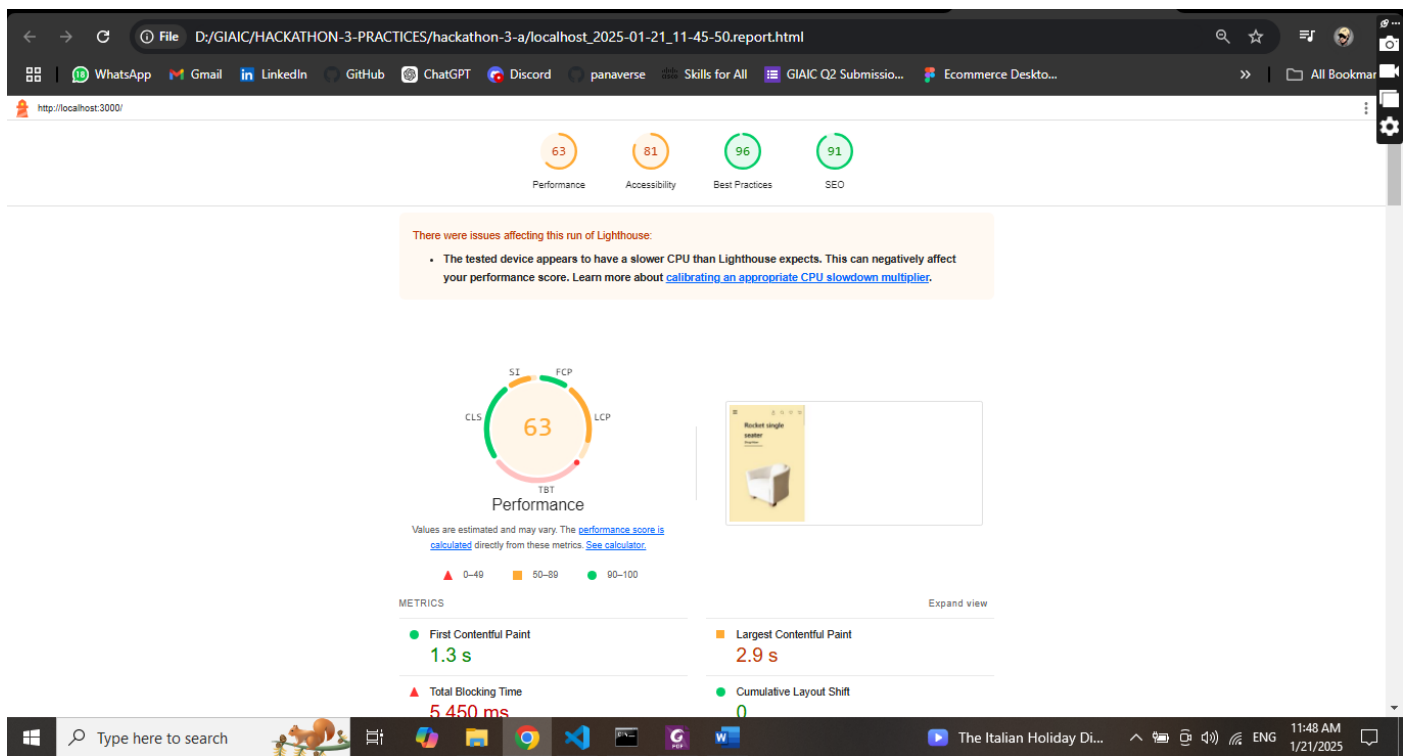 File D:/GIAIC/HACKATHON-3-PRACTICES/hackathon-3-a/localhost_2025-01-21_11-45-50.report.html
WhatsApp Gmail LinkedIn GitHub ChatGPT Discord panaverse Skills for All GIAIC Q2 Submissio... Ecommerce Deskto... » All Bookmar
http://localhost:3000/
63 81 96 91
Performance Accessibility Best Practices SEO
There were issues affecting this run of Lighthouse:
• The tested device appears to have a slower CPU than Lighthouse expects. This can negatively affect
your performance score. Learn more about calibrating an appropriate CPU slowdown multiplier.
SI FCP
CLS LCP
63
TBT
Performance
Values are estimated and may vary. The performance score is
calculated directly from these metrics. See calculator.
0–49 50–89 90–100
Rocket single
seater
METRICS Expand view
First Contentful Paint Largest Contentful Paint
1.3 s 2.9 s
Total Blocking Time Cumulative Layout Shift
5,450 ms 0
Type here to search The Italian Holiday Di... ENG 11:48 AM
1/21/2025